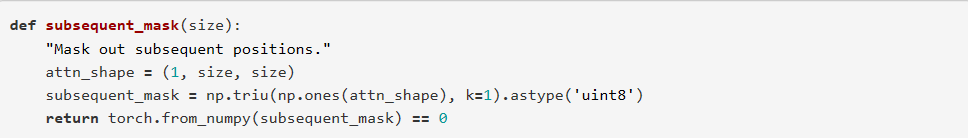 def subsequent_mask(size):
    "Mask out subsequent positions."
    attn_shape = (1, size, size)
    subsequent_mask = np.triu(np.ones(attn_shape), k=1).astype('uint8')
    return torch.from_numpy(subsequent_mask) == 0